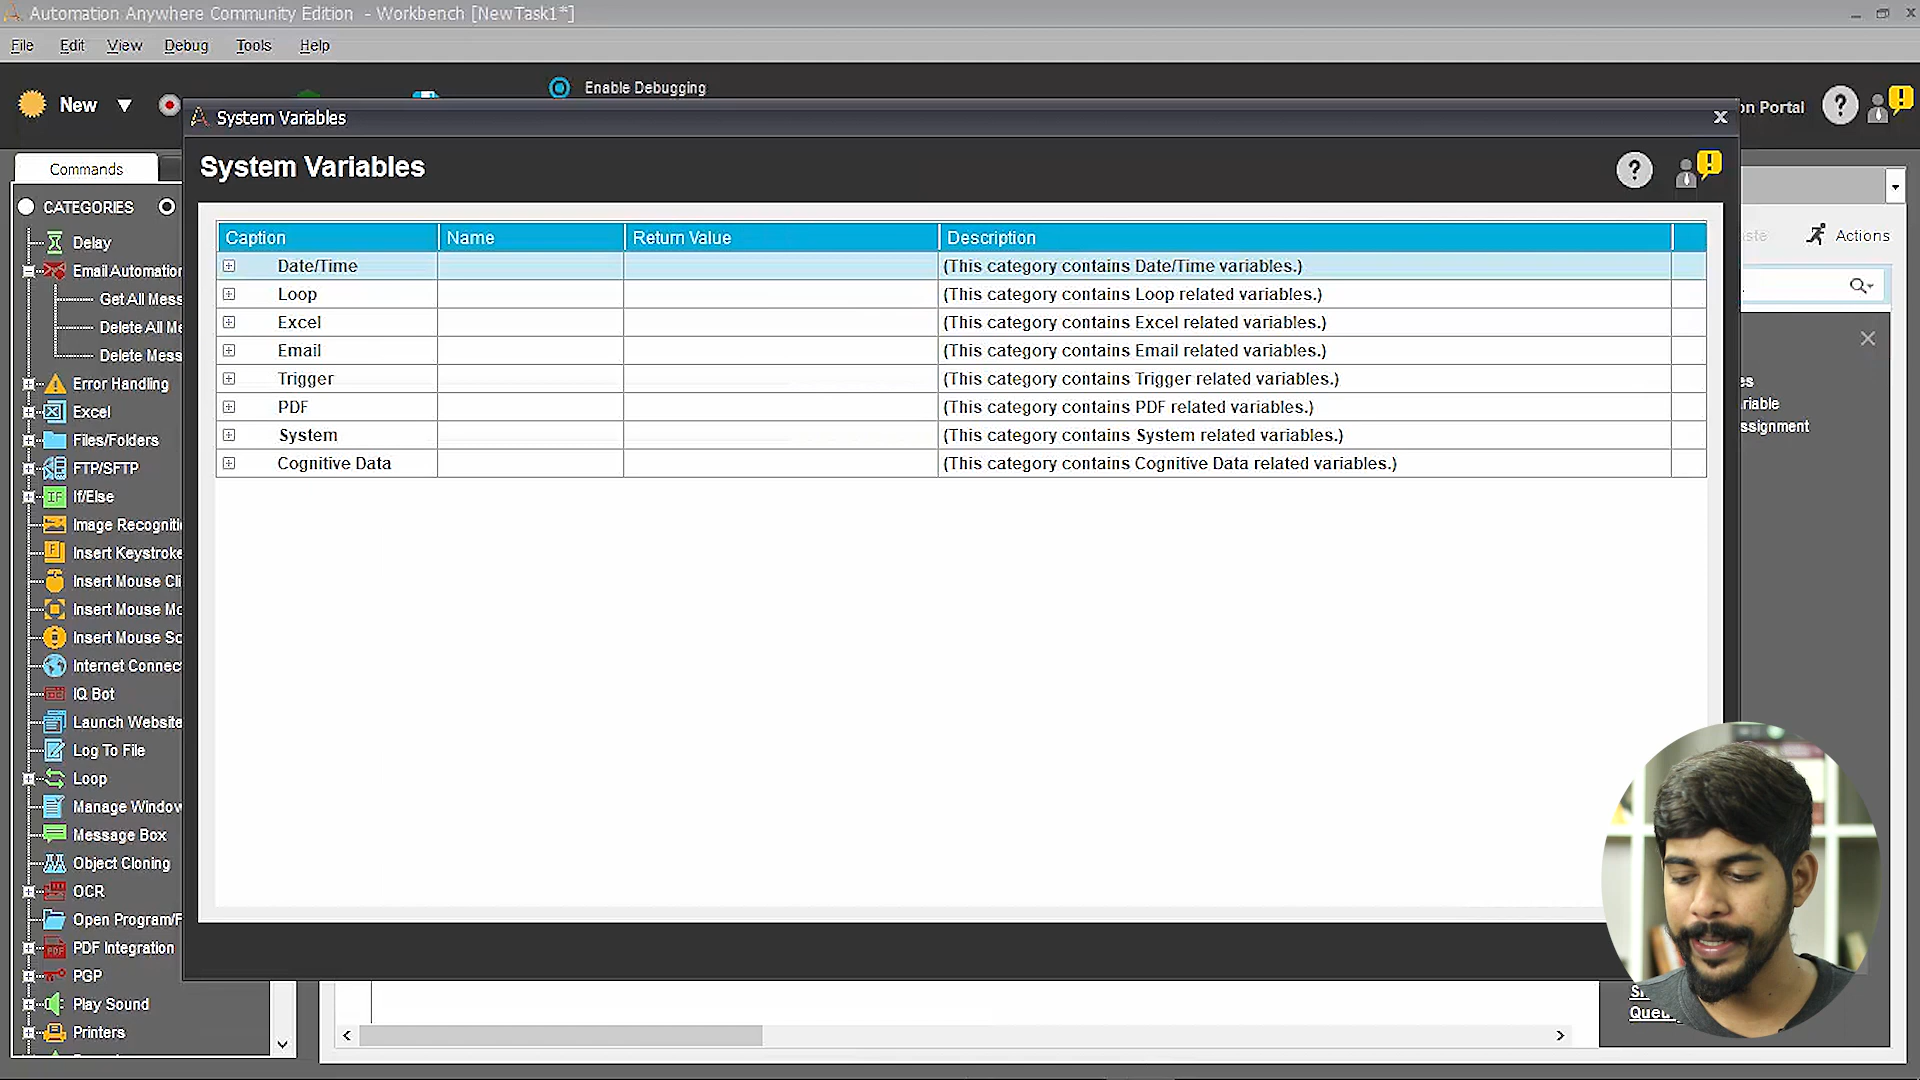 Automation Anywhere Community Edition - Workbench [NewTask1*]
File Edit View Debug Tools Help
Enable Debugging
New
on Portal
System Variables
System Variables
Commands
CATEGORIES
Caption Name Return Value Description
Date/Time (This category contains Date/Time variables.)
Loop (This category contains Loop related variables.)
Excel (This category contains Excel related variables.)
Email (This category contains Email related variables.)
Trigger (This category contains Trigger related variables.)
PDF (This category contains PDF related variables.)
System (This category contains System related variables.)
Cognitive Data (This category contains Cognitive Data related variables.)
Delay
Email Automation
Get All Mess
Delete All Me
Delete Mess
Error Handling
Excel
Files/Folders
FTP/SFTP
If/Else
Image Recogniti
Insert Keystroke
Insert Mouse Cli
Insert Mouse Mo
Insert Mouse Sc
Internet Connec
IQ Bot
Launch Website
Log To File
Loop
Manage Window
Message Box
Object Cloning
OCR
Open Program/F
PDF Integration
PGP
Play Sound
Printers
ste Actions
es
riable
ssignment